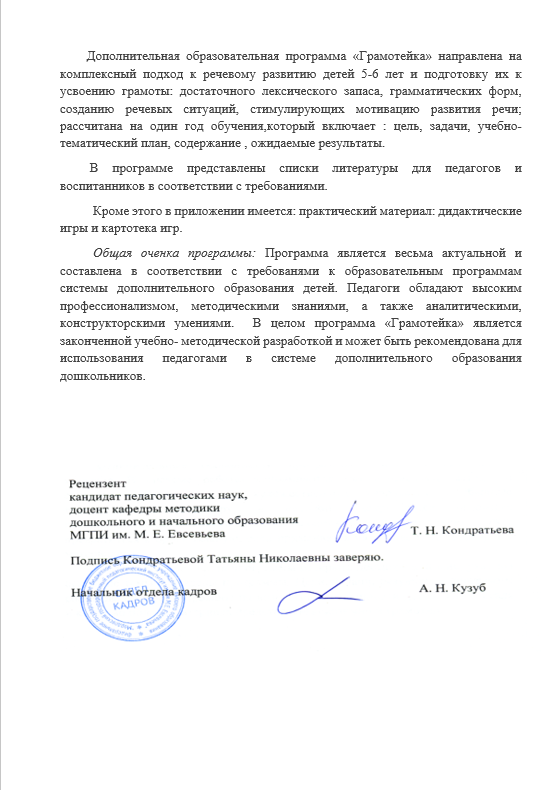 Дополнительная образовательная программа «Грамотейка» направлена на
комплексный подход к речевому развитию детей 5-6 лет и подготовку их к
усвоению грамоты: достаточного лексического запаса, грамматических форм,
созданию речевых ситуаций, стимулирующих мотивацию развития речи;
рассчитана на один год обучения,который включает : цель, задачи, учебно-
тематический план, содержание , ожидаемые результаты.
В программе представлены списки литературы для педагогов и
воспитанников в соответствии с требованиями.
Кроме этого в приложении имеется: практический материал: дидактические
игры и картотека игр.
Общая оченка программы: Программа является весьма актуальной и
составлена в соответствии с требованями к образовательным программам
системы дополнительного образования детей. Педагоги обладают высоким
профессионализмом, методическими знаниями, а также аналитическими,
конструкторскими умениями. В целом программа «Грамотейка» является
законченной учебно- методической разработкой и может быть рекомендована для
использования педагогами в системе дополнительного образования
дошкольников.
Рецензент
кандидат педагогических наук,
доцент кафедры методики
дошкольного и начального образования
МГПИ им. М. Е. Евсевьева
Т. Н. Кондратьева
Подпись Кондратьевой Татьяны Николаевны заверяю.
Начальник отдела кадров
А. Н. Кузуб
ОТДЕЛ
КАДРОВ